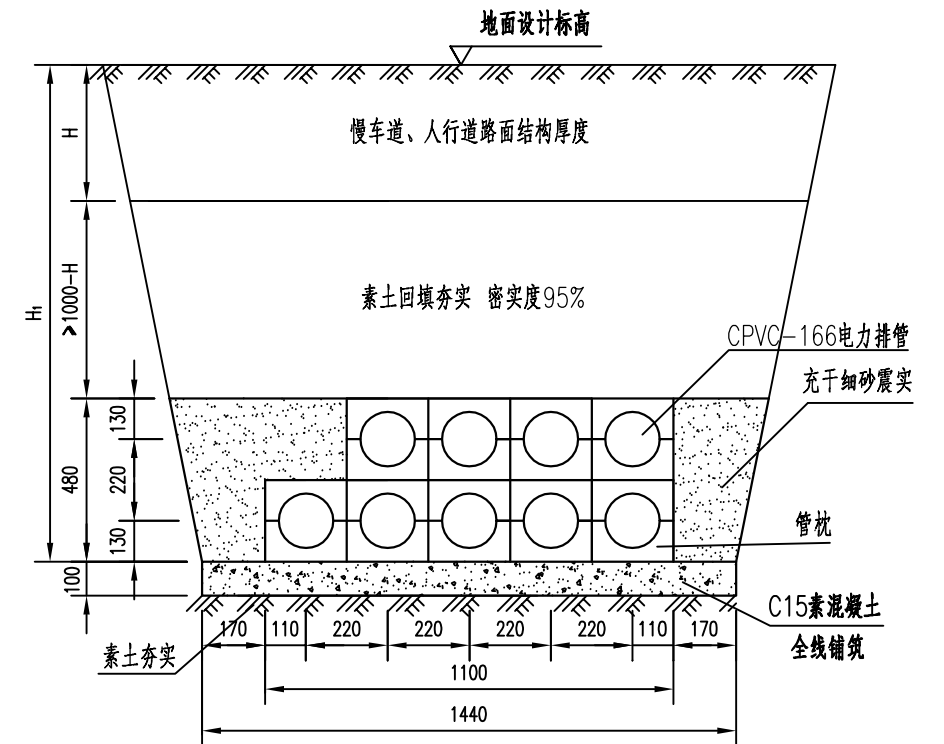 地面设计标高
H
慢车道、人行道路面结构厚度
H₁
>1000-H
素土回填夯实 密实度95%
CPVC-166电力排管
充干细砂震实
130
480
220
管枕
130
100
C15素混凝土
全线铺筑
170
110
220
220
220
220
110
170
素土夯实
1100
1440